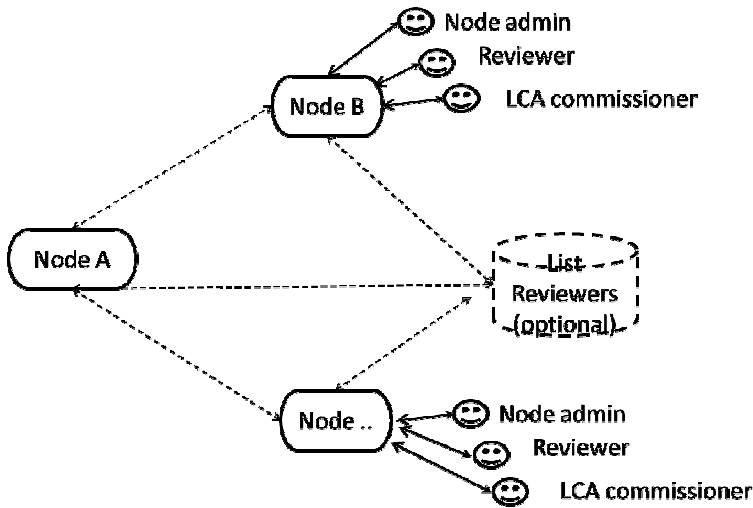 Node admin
Reviewer
Node B
LCA commissioner
Node A
List
Reviewers
(optional)
Node ..
Node admin
Reviewer
LCA commissioner